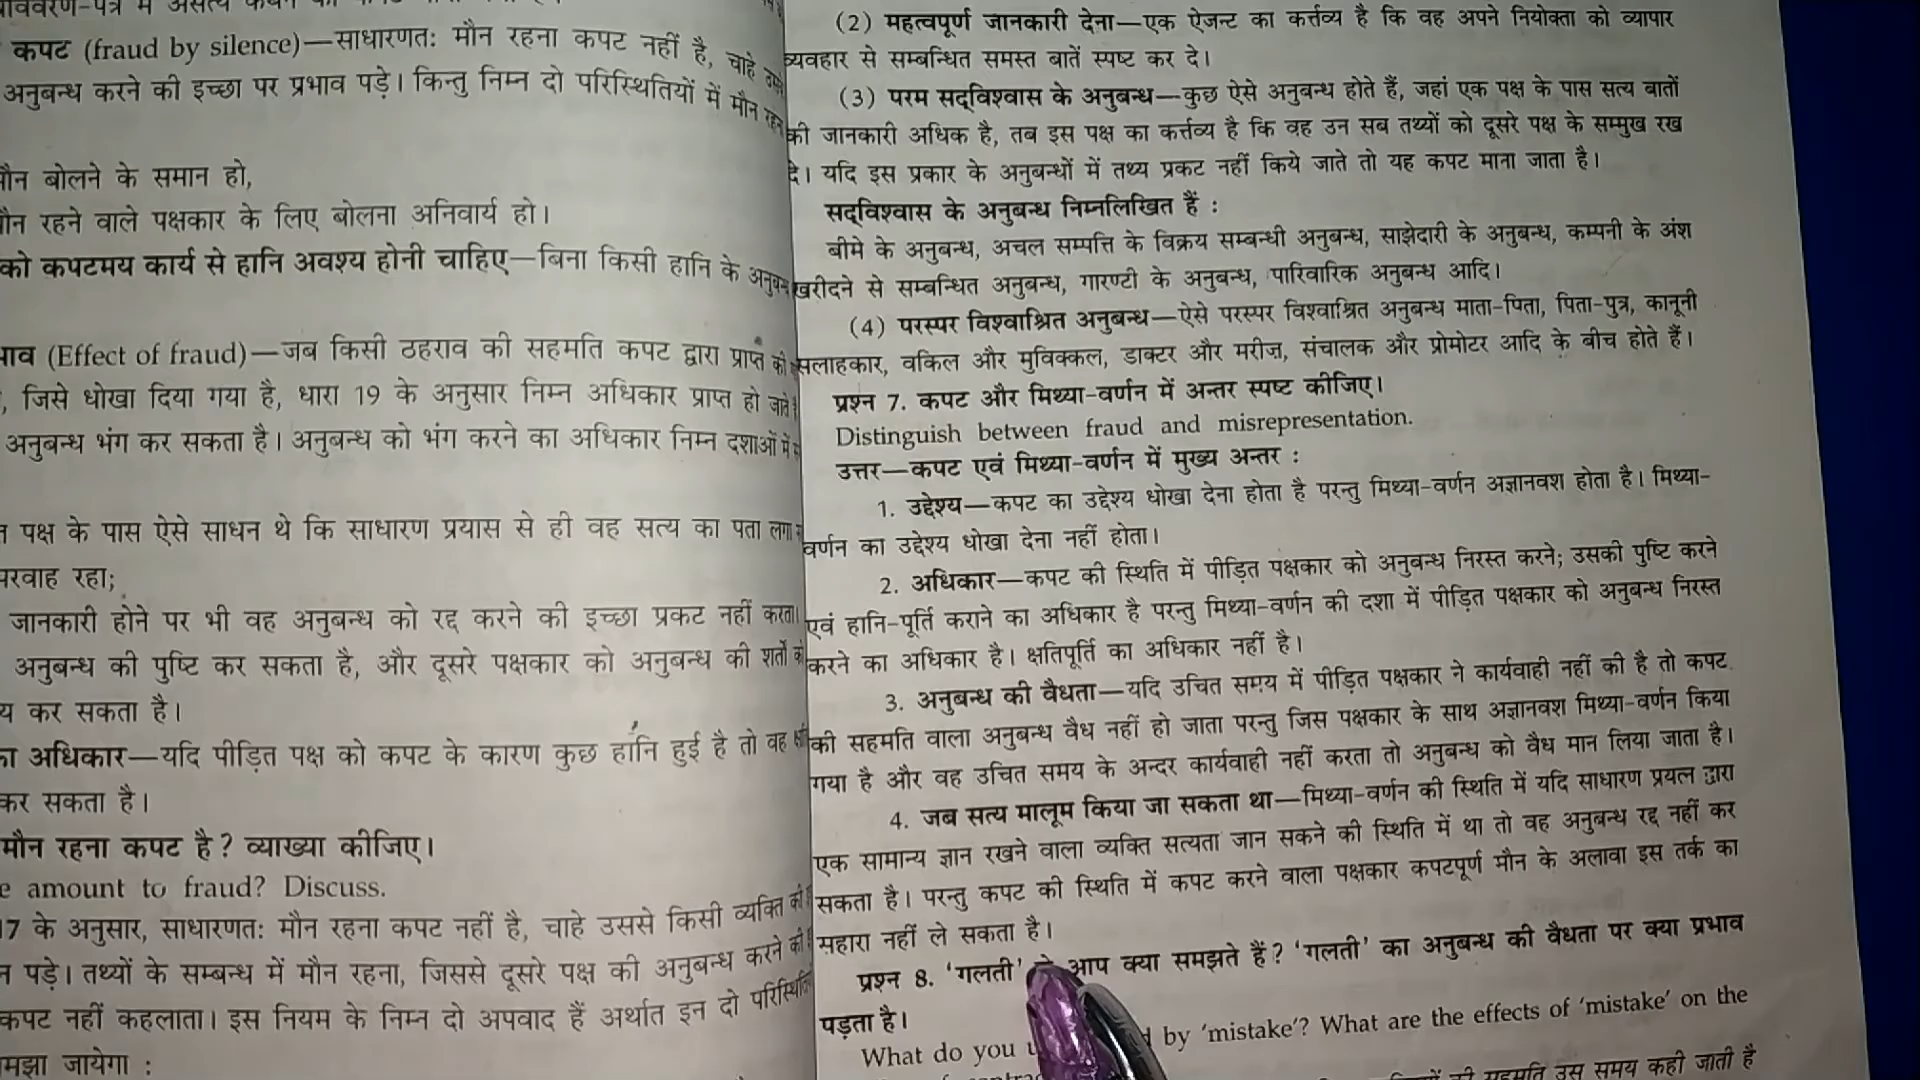 कपट (fraud by silence)—साधारणतः मौन रहना कपट नहीं है, चाहे
अनुबन्ध करने की इच्छा पर प्रभाव पड़े। किन्तु निम्न दो परिस्थितियों में मौन रहना
मौन बोलने के समान हो,
मौन रहने वाले पक्षकार के लिए बोलना अनिवार्य हो।
को कपटमय कार्य से हानि अवश्य होनी चाहिए—बिना किसी हानि के
(Effect of fraud)—जब किसी ठहराव की सहमति कपट द्वारा प्राप्त की
, जिसे धोखा दिया गया है, धारा 19 के अनुसार निम्न अधिकार प्राप्त हो जाते
अनुबन्ध भंग कर सकता है। अनुबन्ध को भंग करने का अधिकार निम्न दशाओं में
पक्ष के पास ऐसे साधन थे कि साधारण प्रयास से ही वह सत्य का पता लगा
परवाह रहा;
जानकारी होने पर भी वह अनुबन्ध को रद्द करने की इच्छा प्रकट नहीं करता।
अनुबन्ध की पुष्टि कर सकता है, और दूसरे पक्षकार को अनुबन्ध की शर्तों को
य कर सकता है।
का अधिकार—यदि पीड़ित पक्ष को कपट के कारण कुछ हानि हुई है तो वह
कर सकता है।
मौन रहना कपट है? व्याख्या कीजिए।
e amount to fraud? Discuss.
17 के अनुसार, साधारणतः मौन रहना कपट नहीं है, चाहे उससे किसी व्यक्ति की
न पड़े। तथ्यों के सम्बन्ध में मौन रहना, जिससे दूसरे पक्ष की अनुबन्ध करने की
कपट नहीं कहलाता। इस नियम के निम्न दो अपवाद हैं अर्थात इन दो
समझा जायेगा :
(2) महत्वपूर्ण जानकारी देना—एक ऐजन्ट का कर्त्तव्य है कि वह अपने नियोक्ता को व्यापार
व्यवहार से सम्बन्धित समस्त बातें स्पष्ट कर दे।
(3) परम सद्विश्वास के अनुबन्ध—कुछ ऐसे अनुबन्ध होते हैं, जहां एक पक्ष के पास सत्य बातों
की जानकारी अधिक है, तब इस पक्ष का कर्त्तव्य है कि वह उन सब तथ्यों को दूसरे पक्ष के सम्मुख रख
दे। यदि इस प्रकार के अनुबन्धों में तथ्य प्रकट नहीं किये जाते तो यह कपट माना जाता है।
सद्विश्वास के अनुबन्ध निम्नलिखित हैं :
बीमे के अनुबन्ध, अचल सम्पत्ति के विक्रय सम्बन्धी अनुबन्ध, साझेदारी के अनुबन्ध, कम्पनी के अंश
खरीदने से सम्बन्धित अनुबन्ध, गारण्टी के अनुबन्ध, पारिवारिक अनुबन्ध आदि।
(4) परस्पर विश्वाश्रित अनुबन्ध—ऐसे परस्पर विश्वाश्रित अनुबन्ध माता-पिता, पिता-पुत्र, कानूनी
सलाहकार, वकिल और मुविक्कल, डाक्टर और मरीज, संचालक और प्रोमोटर आदि के बीच होते हैं।
प्रश्न 7. कपट और मिथ्या-वर्णन में अन्तर स्पष्ट कीजिए।
Distinguish between fraud and misrepresentation.
उत्तर—कपट एवं मिथ्या-वर्णन में मुख्य अन्तर :
1. उद्देश्य—कपट का उद्देश्य धोखा देना होता है परन्तु मिथ्या-वर्णन अज्ञानवश होता है। मिथ्या-
वर्णन का उद्देश्य धोखा देना नहीं होता।
2. अधिकार—कपट की स्थिति में पीड़ित पक्षकार को अनुबन्ध निरस्त करने; उसकी पुष्टि करने
एवं हानि-पूर्ति कराने का अधिकार है परन्तु मिथ्या-वर्णन की दशा में पीड़ित पक्षकार को अनुबन्ध निरस्त
करने का अधिकार है। क्षतिपूर्ति का अधिकार नहीं है।
3. अनुबन्ध की वैधता—यदि उचित समय में पीड़ित पक्षकार ने कार्यवाही नहीं की है तो कपट
की सहमति वाला अनुबन्ध वैध नहीं हो जाता परन्तु जिस पक्षकार के साथ अज्ञानवश मिथ्या-वर्णन किया
गया है और वह उचित समय के अन्दर कार्यवाही नहीं करता तो अनुबन्ध को वैध मान लिया जाता है।
4. जब सत्य मालूम किया जा सकता था—मिथ्या-वर्णन की स्थिति में यदि साधारण प्रयत्न द्वारा
एक सामान्य ज्ञान रखने वाला व्यक्ति सत्यता जान सकने की स्थिति में था तो वह अनुबन्ध रद्द नहीं कर
सकता है। परन्तु कपट की स्थिति में कपट करने वाला पक्षकार कपटपूर्ण मौन के अलावा इस तर्क का
सहारा नहीं ले सकता है।
प्रश्न 8. 'गलती' आप क्या समझते हैं? 'गलती' का अनुबन्ध की वैधता पर क्या प्रभाव
पड़ता है।
What do you by 'mistake'? What are the effects of 'mistake' on the
सहमति उस समय कही जाती है